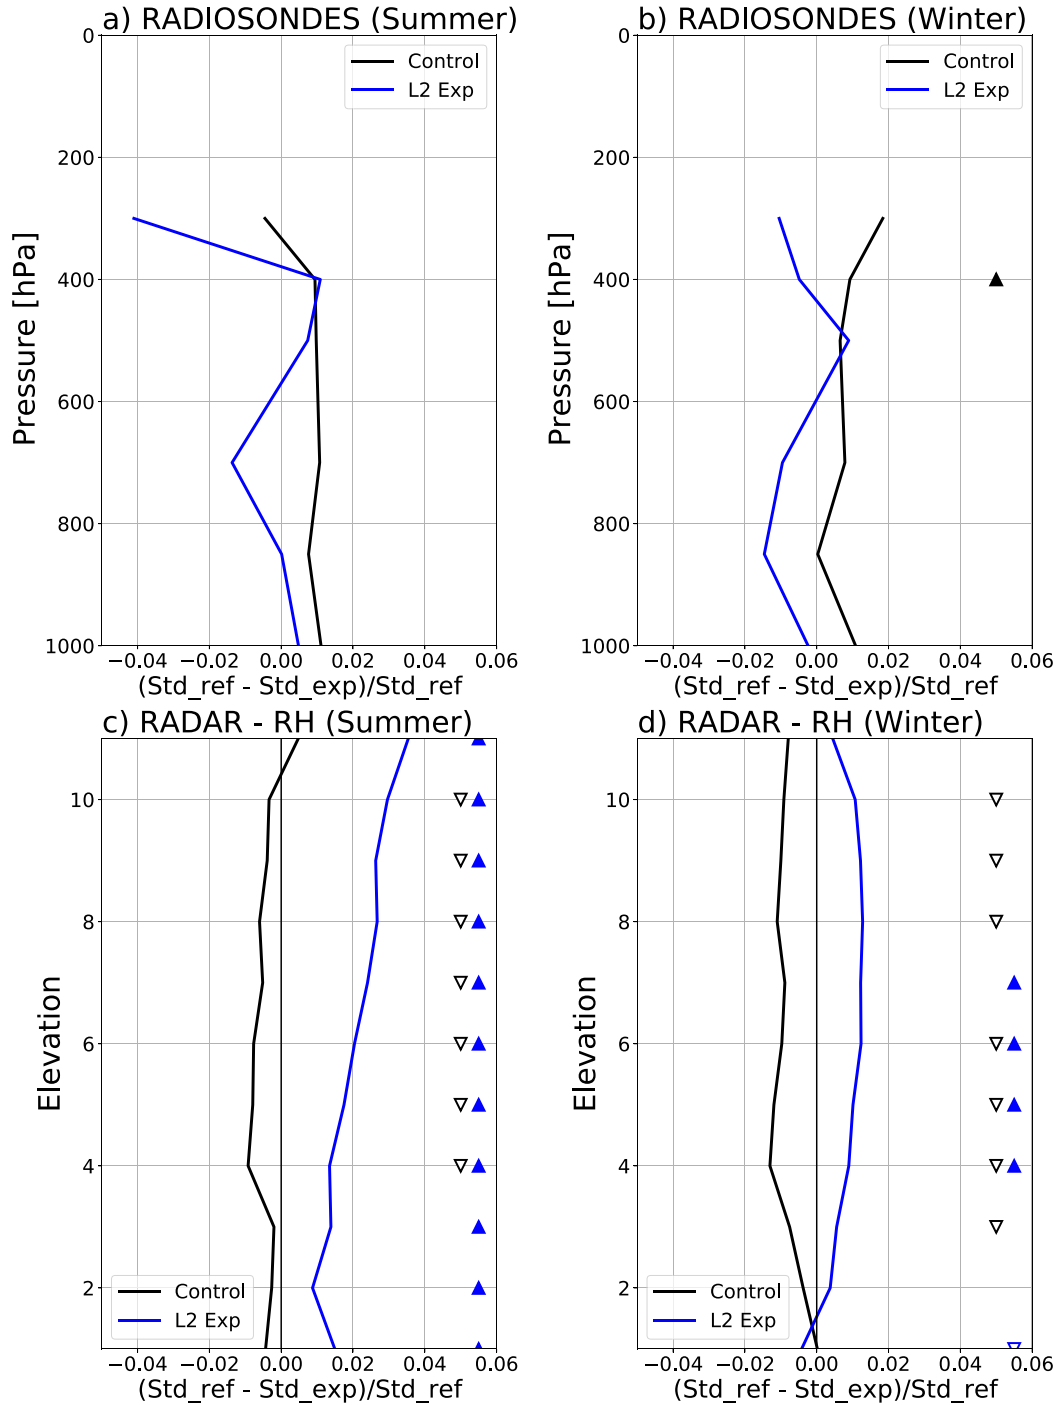 a) RADIOSONDES (Summer)
0
200
400
600
800
1000
Pressure [hPa]
Control
L2 Exp
−0.04 −0.02 0.00 0.02 0.04 0.06
(Std_ref - Std_exp)/Std_ref
b) RADIOSONDES (Winter)
0
200
400
600
800
1000
Pressure [hPa]
Control
L2 Exp
−0.04 −0.02 0.00 0.02 0.04 0.06
(Std_ref - Std_exp)/Std_ref
c) RADAR - RH (Summer)
10
8
6
4
2
Elevation
Control
L2 Exp
−0.04 −0.02 0.00 0.02 0.04 0.06
(Std_ref - Std_exp)/Std_ref
d) RADAR - RH (Winter)
10
8
6
4
2
Elevation
Control
L2 Exp
−0.04 −0.02 0.00 0.02 0.04 0.06
(Std_ref - Std_exp)/Std_ref